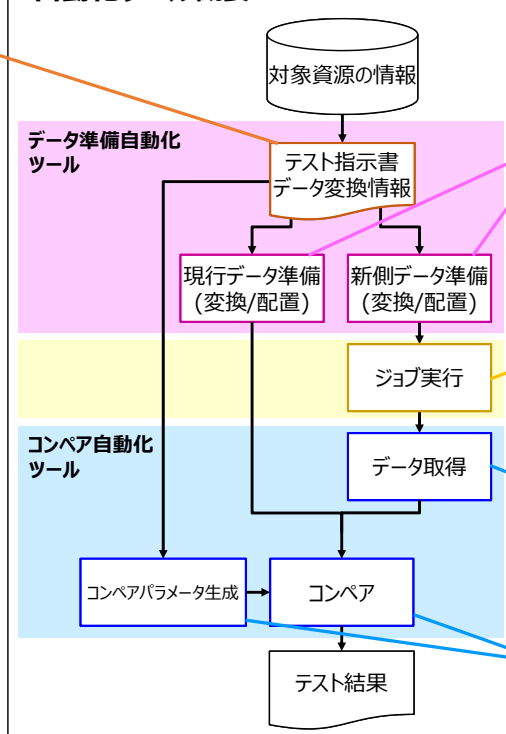 対象資源の情報
データ準備自動化
ツール
テスト指示書
データ変換情報
現行データ準備
(変換/配置)
新側データ準備
(変換/配置)
ジョブ実行
コンペア自動化
ツール
データ取得
コンペアパラメータ生成
コンペア
テスト結果